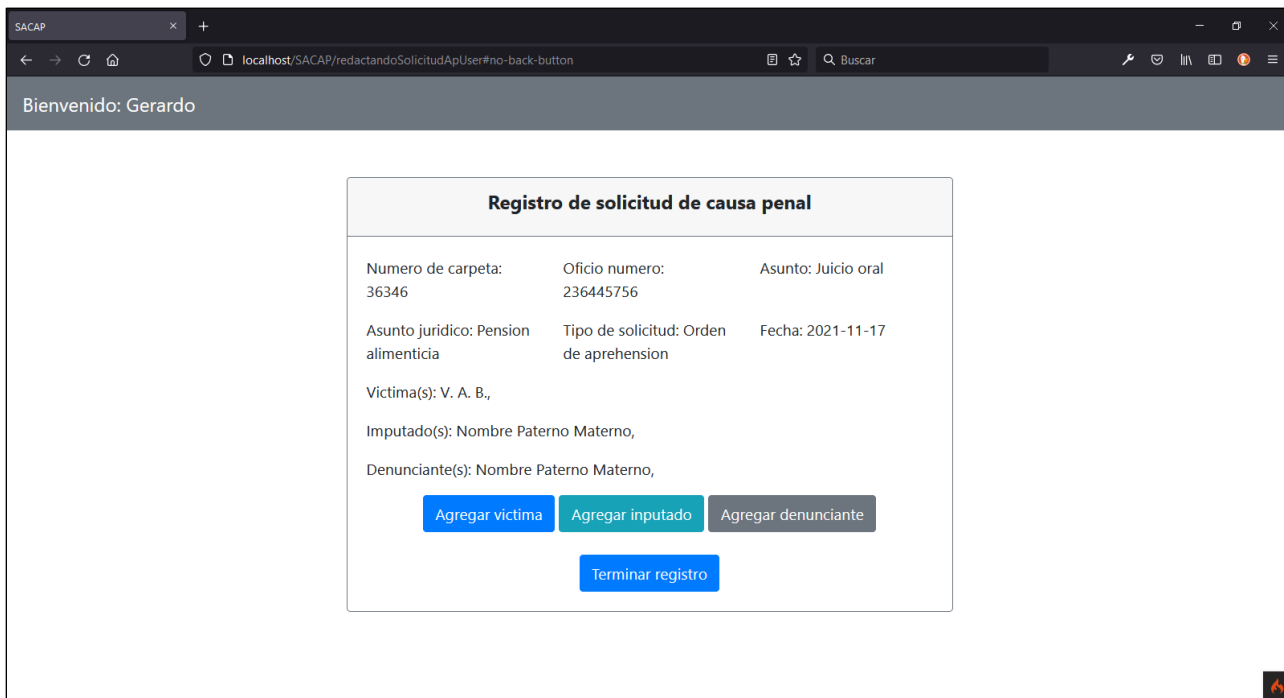 SACAP
localhost/SACAP/redactandoSolicitudApUser#no-back-button
Buscar
Bienvenido: Gerardo
Registro de solicitud de causa penal
Numero de carpeta:
36346
Oficio numero:
236445756
Asunto: Juicio oral
Asunto juridico: Pension
alimenticia
Tipo de solicitud: Orden
de aprehension
Fecha: 2021-11-17
Victima(s): V. A. B.,
Imputado(s): Nombre Paterno Materno,
Denunciante(s): Nombre Paterno Materno,
Agregar victima
Agregar inputado
Agregar denunciante
Terminar registro